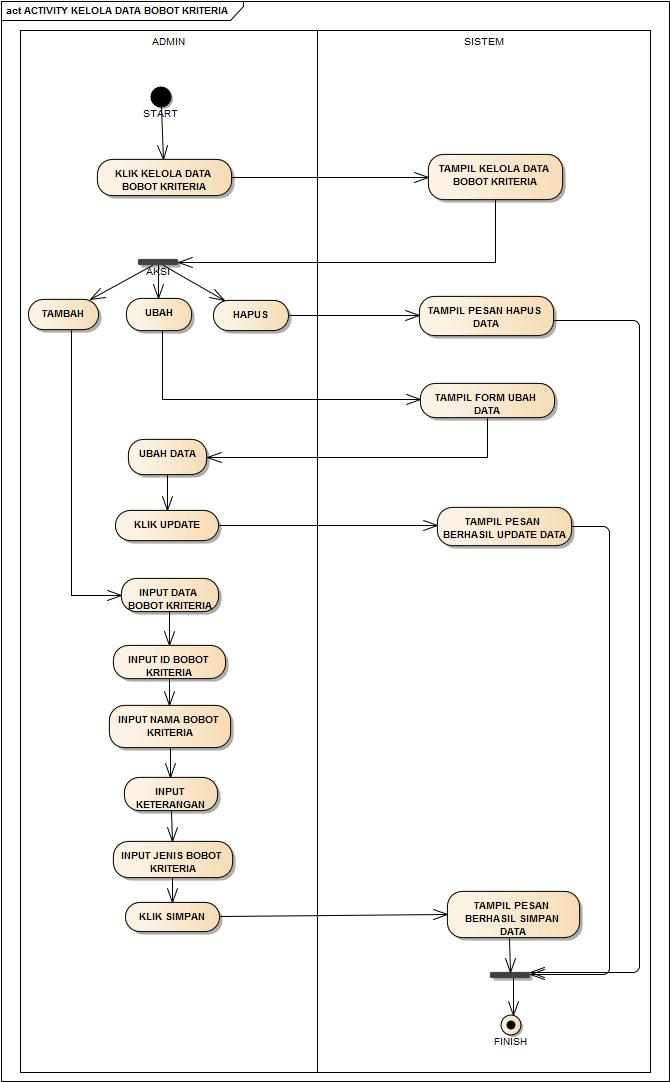 act ACTIVITY KELOLA DATA BOBOT KRITERIA
ADMIN
SISTEM
START
KLIK KELOLA DATA
BOBOT KRITERIA
TAMPIL KELOLA DATA
BOBOT KRITERIA
AKSI
TAMBAH
UBAH
HAPUS
TAMPIL PESAN HAPUS
DATA
TAMPIL FORM UBAH
DATA
UBAH DATA
KLIK UPDATE
TAMPIL PESAN
BERHASIL UPDATE DATA
INPUT DATA
BOBOT KRITERIA
INPUT ID BOBOT
KRITERIA
INPUT NAMA BOBOT
KRITERIA
INPUT
KETERANGAN
INPUT JENIS BOBOT
KRITERIA
KLIK SIMPAN
TAMPIL PESAN
BERHASIL SIMPAN
DATA
FINISH